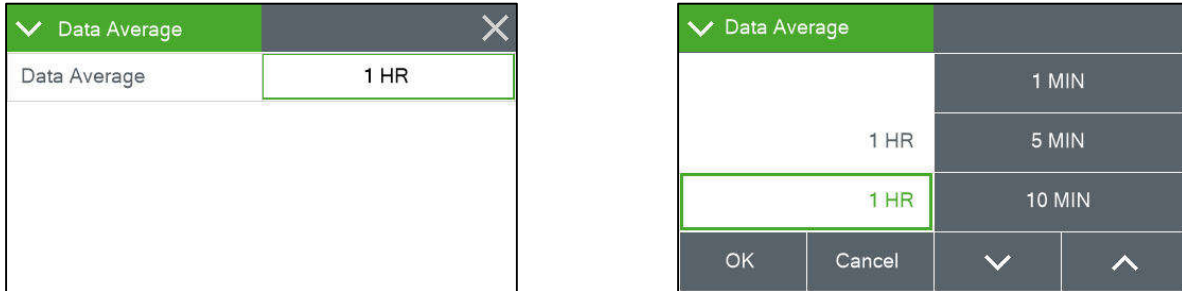 Data Average
Data Average 1 HR
Data Average
1 MIN
1 HR 5 MIN
1 HR 10 MIN
OK Cancel